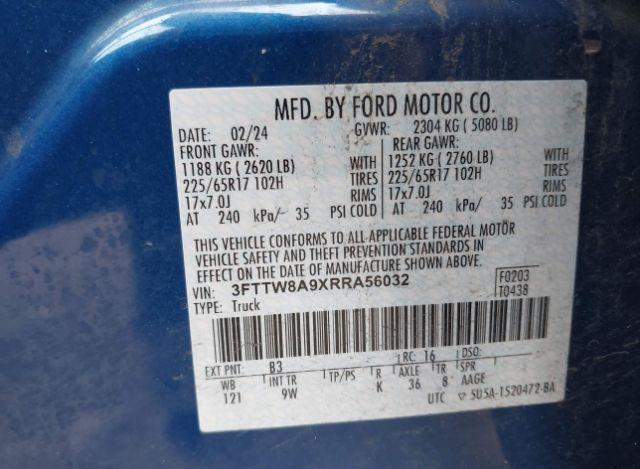 MFD. BY FORD MOTOR CO.
DATE: 02/24 GVWR: 2304 KG ( 5080 LB)
FRONT GAWR: REAR GAWR:
1188 KG ( 2620 LB) WITH 1252 KG ( 2760 LB) WITH
225/65R17 102H TIRES 225/65R17 102H TIRES
17x7.0J RIMS 17x7.0J RIMS
AT 240 kPa/ 35 PSI COLD AT 240 kPa/ 35 PSI COLD
THIS VEHICLE CONFORMS TO ALL APPLICABLE FEDERAL MOTOR
VEHICLE SAFETY AND THEFT PREVENTION STANDARDS IN
EFFECT ON THE DATE OF MANUFACTURE SHOWN ABOVE.
VIN: 3FTTW8A9XRRA56032 F0203
TYPE: Truck T0438
EXT PNT: B3 RC: 16 DSO:
WB INT TR TP/PS R AXLE TR SPR
121 9W K 36 8 AAGE
UTC ▽ 5U5A-1520472-BA